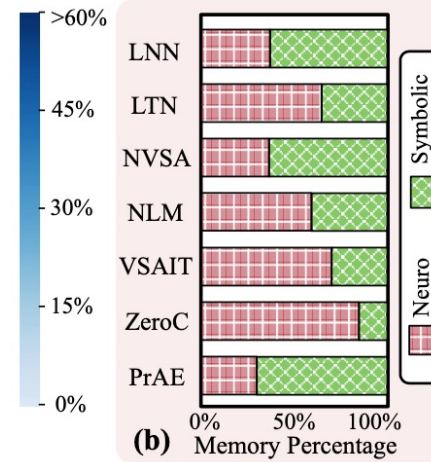 >60%
45%
30%
15%
0%
LNN
LTN
NVSA
NLM
VSAIT
ZeroC
PrAE
0% 50% 100%
(b) Memory Percentage
Symbolic
Neuro